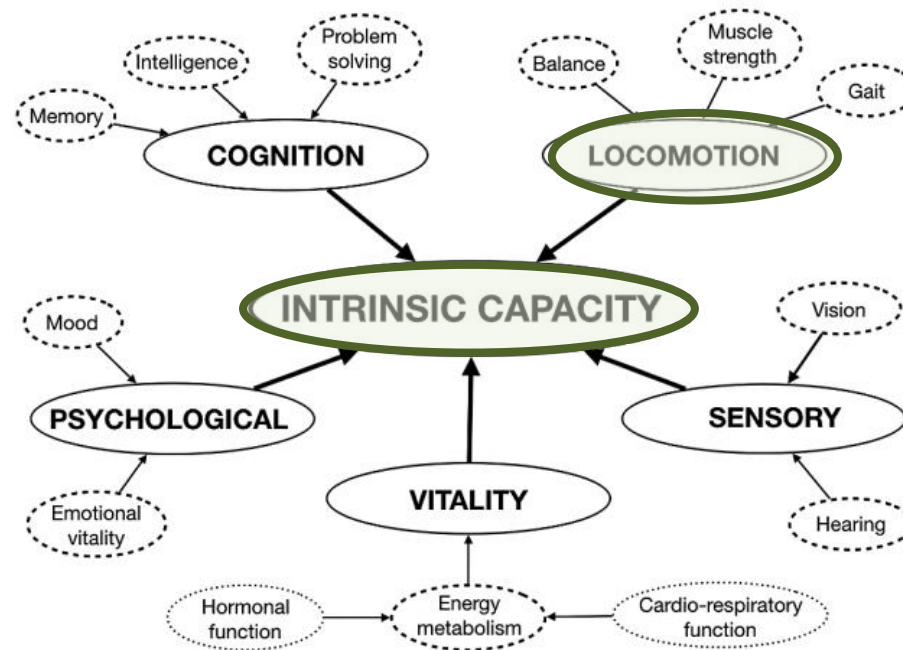 Problem
solving
Muscle
strength
Intelligence
Balance
Gait
Memory
COGNITION
LOCOMOTION
INTRINSIC CAPACITY
Mood
Vision
PSYCHOLOGICAL
SENSORY
VITALITY
Emotional
vitality
Hearing
Hormonal
function
Energy
metabolism
Cardio-respiratory
function